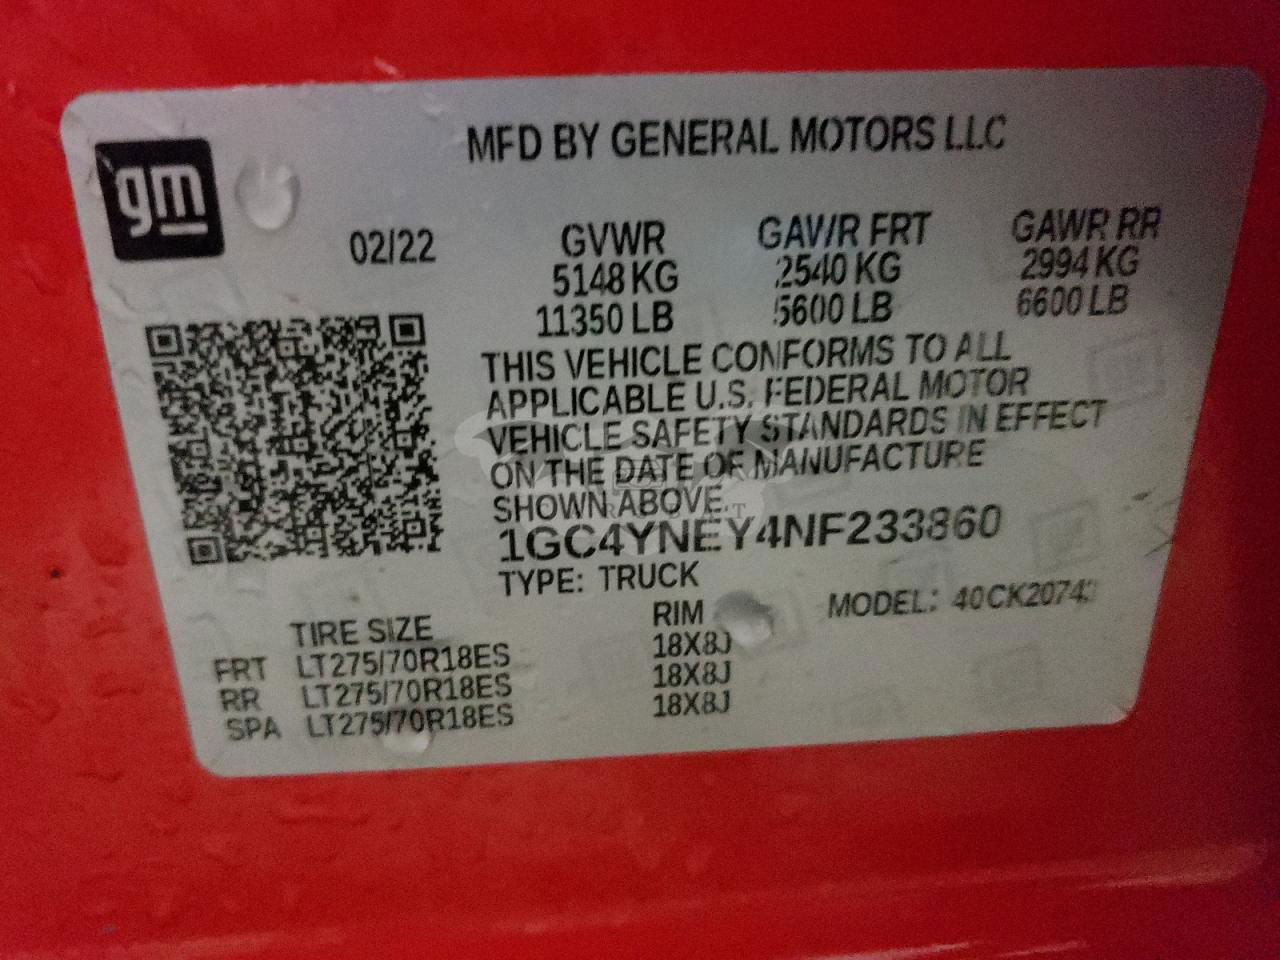 gm
MFD BY GENERAL MOTORS LLC
02/22 GVWR GAWR FRT GAWR RR
5148 KG 2540 KG 2994 KG
11350 LB 5600 LB 6600 LB
THIS VEHICLE CONFORMS TO ALL
APPLICABLE U.S. FEDERAL MOTOR
VEHICLE SAFETY STANDARDS IN EFFECT
ON THE DATE OF MANUFACTURE
SHOWN ABOVE.
1GC4YNEY4NF233860
TYPE: TRUCK
MODEL: 40CK20743
TIRE SIZE RIM
FRT LT275/70R18ES 18X8J
RR LT275/70R18ES 18X8J
SPA LT275/70R18ES 18X8J